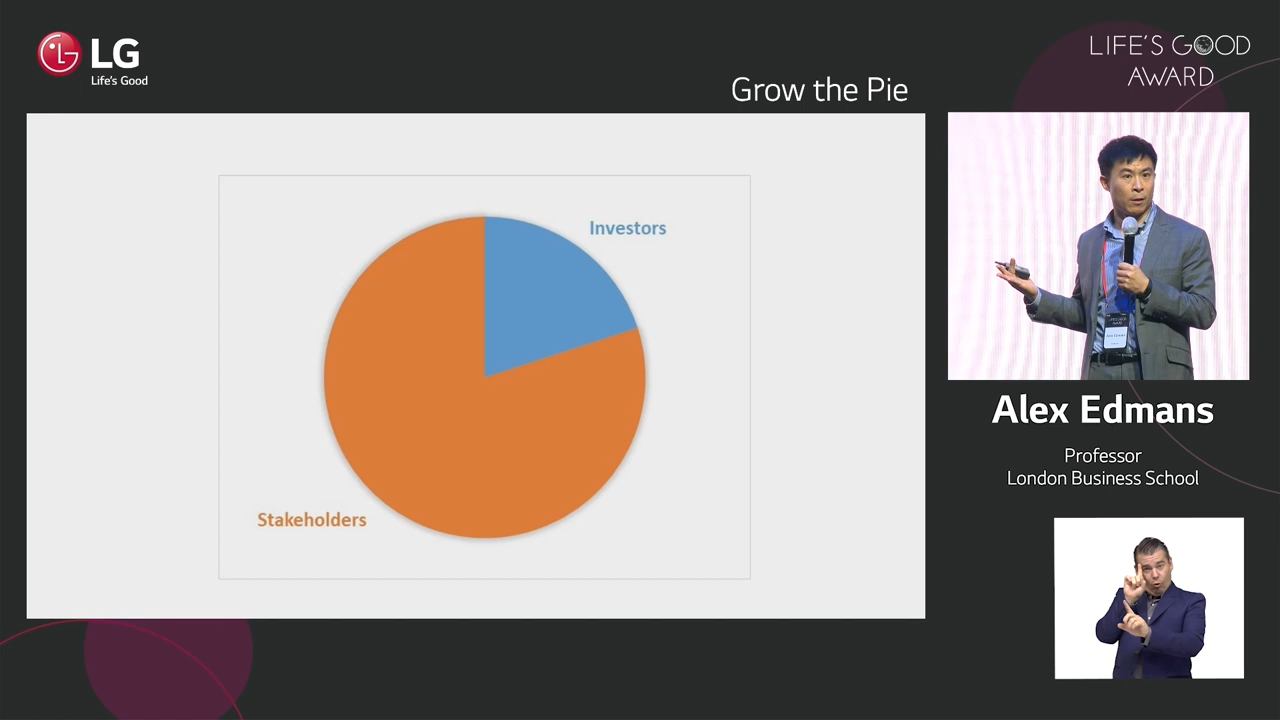 LG
Life's Good
LIFE'S GOOD
AWARD
Grow the Pie
Investors
Stakeholders
Alex Edmans
Professor
London Business School